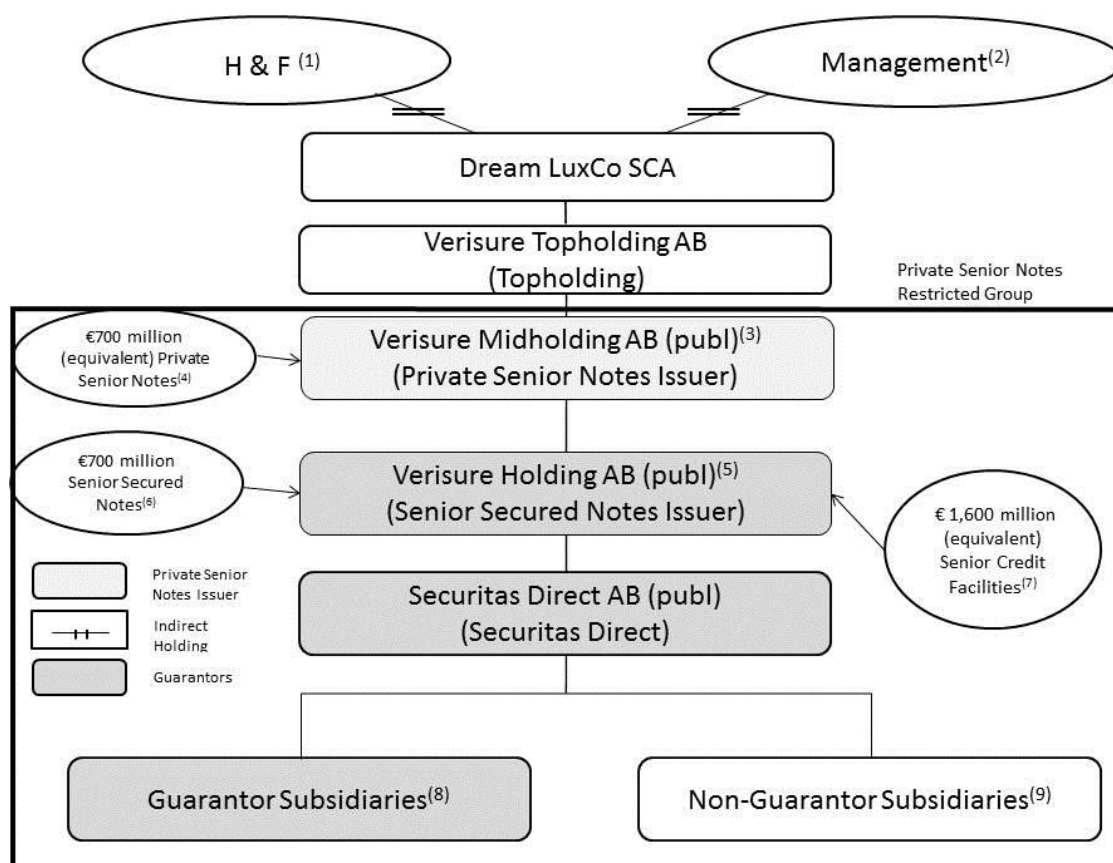 H & F (1)
Management(2)
Dream LuxCo SCA
Verisure Topholding AB
(Topholding)
Private Senior Notes
Restricted Group
€700 million
(equivalent) Private
Senior Notes(4)
Verisure Midholding AB (publ)(3)
(Private Senior Notes Issuer)
€700 million
Senior Secured
Notes(6)
Verisure Holding AB (publ)(5)
(Senior Secured Notes Issuer)
€ 1,600 million
(equivalent)
Senior Credit
Facilities(7)
Private Senior
Notes Issuer
Indirect
Holding
Guarantors
Securitas Direct AB (publ)
(Securitas Direct)
Guarantor Subsidiaries(8)
Non-Guarantor Subsidiaries(9)